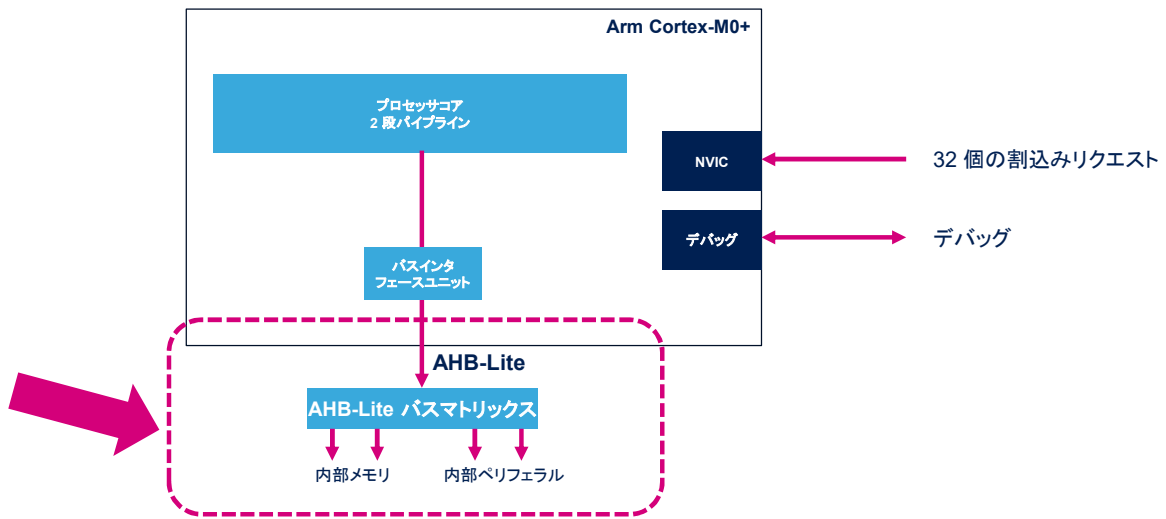 Arm Cortex-M0+
プロセッサコア
2 段パイプライン
NVIC
32 個の割込みリクエスト
デバッグ
デバッグ
バスインタ
フェースユニット
AHB-Lite
AHB-Lite バスマトリックス
内部メモリ
内部ペリフェラル